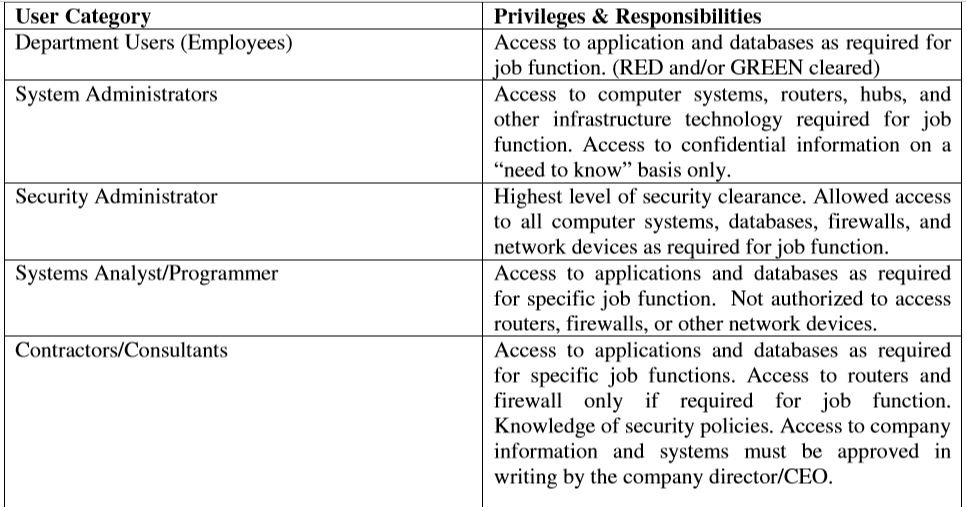 User Category
Privileges & Responsibilities
Department Users (Employees)
Access to application and databases as required for
job function. (RED and/or GREEN cleared)
System Administrators
Access to computer systems, routers, hubs, and
other infrastructure technology required for job
function. Access to confidential information on a
“need to know” basis only.
Security Administrator
Highest level of security clearance. Allowed access
to all computer systems, databases, firewalls, and
network devices as required for job function.
Systems Analyst/Programmer
Access to applications and databases as required
for specific job function.  Not authorized to access
routers, firewalls, or other network devices.
Contractors/Consultants
Access to applications and databases as required
for specific job functions. Access to routers and
firewall only if required for job function.
Knowledge of security policies. Access to company
information and systems must be approved in
writing by the company director/CEO.